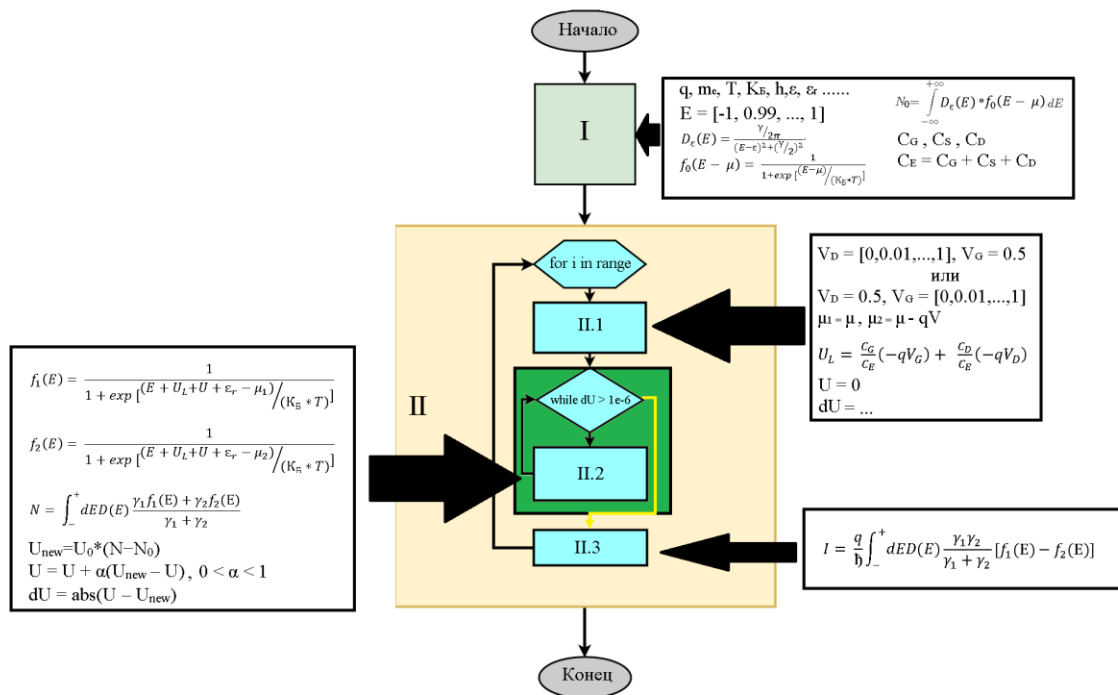 Начало
I
q, mₑ, T, K_Б, h,ε, εᵣ ......
E = [-1, 0.99, ..., 1]
D_ε(E) = (γ/2π)/((E−ε)²+(γ/2)²)
f₀(E − μ) = 1/(1+exp [(E−μ)/(K_Б*T)])
N₀= ∫_{−∞}^{+∞} D_ε(E) * f₀(E − μ) dE
C_G , C_S , C_D
C_E = C_G + C_S + C_D
II
for i in range
II.1
while dU > 1e-6
II.2
II.3
V_D = [0,0.01,...,1], V_G = 0.5
или
V_D = 0.5, V_G = [0,0.01,...,1]
μ₁ = μ , μ₂ = μ - qV
U_L = (C_G/C_E)(−qV_G) + (C_D/C_E)(−qV_D)
U = 0
dU = ...
f₁(E) = 1/(1 + exp [(E + U_L+U + ε_r − μ₁)/(K_Б * T)])
f₂(E) = 1/(1 + exp [(E + U_L+U + ε_r − μ₂)/(K_Б * T)])
N = ∫_−^+ dED(E) (γ₁f₁(E) + γ₂f₂(E))/(γ₁ + γ₂)
U_new=U₀*(N−N₀)
U = U + α(U_new – U) , 0 < α < 1
dU = abs(U – U_new)
I = (q/ħ) ∫_−^+ dED(E) (γ₁γ₂)/(γ₁ + γ₂) [f₁(E) − f₂(E)]
Конец